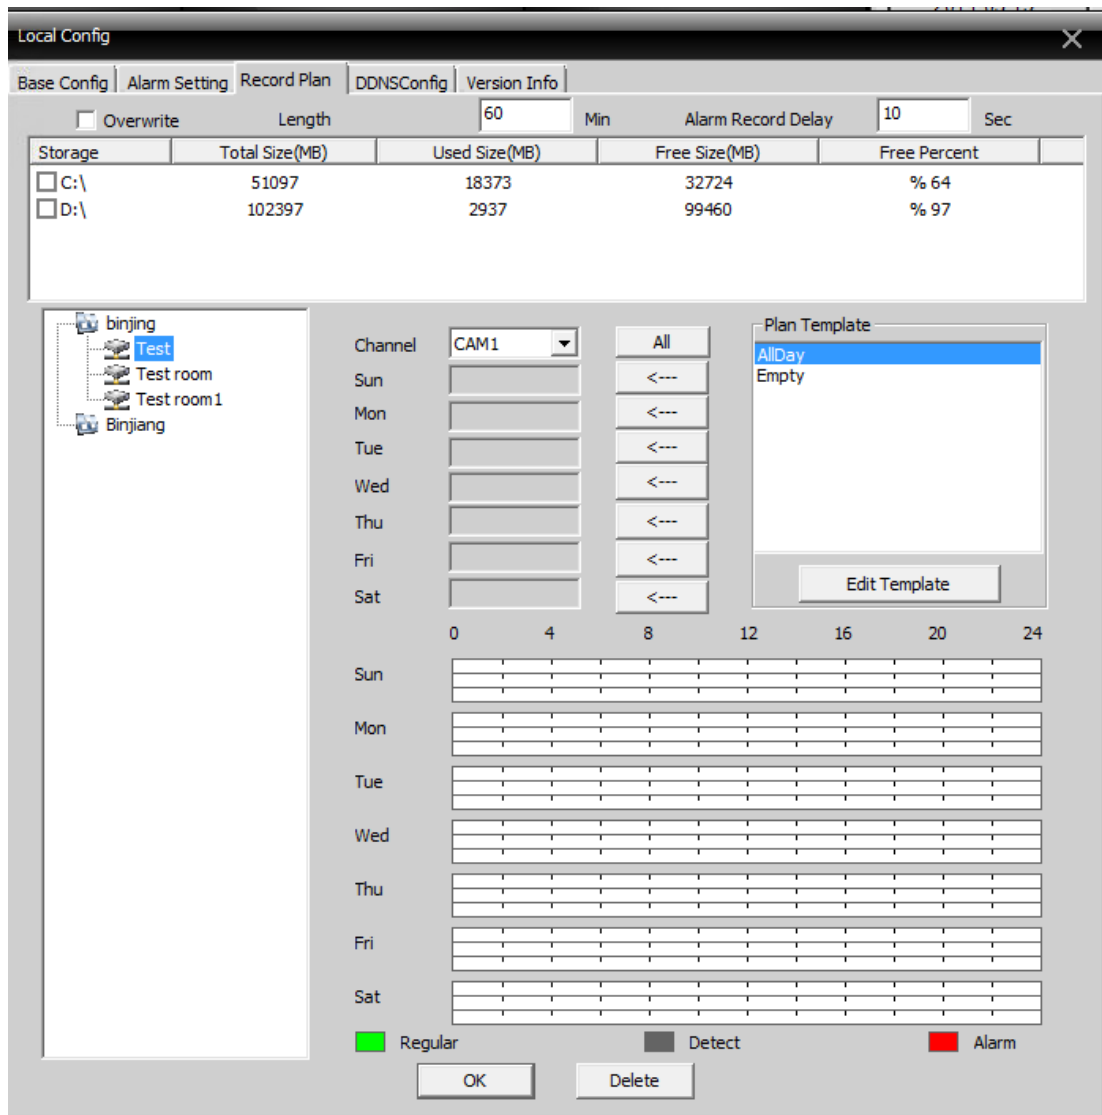 Local Config
Base Config Alarm Setting Record Plan DDNSConfig Version Info
Overwrite Length 60 Min Alarm Record Delay 10 Sec
Storage Total Size(MB) Used Size(MB) Free Size(MB) Free Percent
C:\ 51097 18373 32724 % 64
D:\ 102397 2937 99460 % 97
binjing
Test
Test room
Test room1
Binjiang
Channel CAM1 All
Sun <---
Mon <---
Tue <---
Wed <---
Thu <---
Fri <---
Sat <---
Plan Template
AllDay
Empty
Edit Template
0 4 8 12 16 20 24
Sun
Mon
Tue
Wed
Thu
Fri
Sat
Regular Detect Alarm
OK Delete